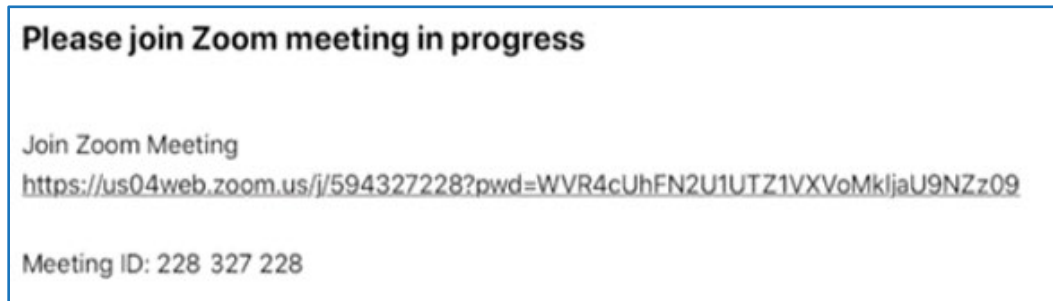 Please join Zoom meeting in progress
Join Zoom Meeting
https://us04web.zoom.us/j/594327228?pwd=WVR4cUhFN2U1UTZ1VXVoMkljaU9NZz09
Meeting ID: 228 327 228